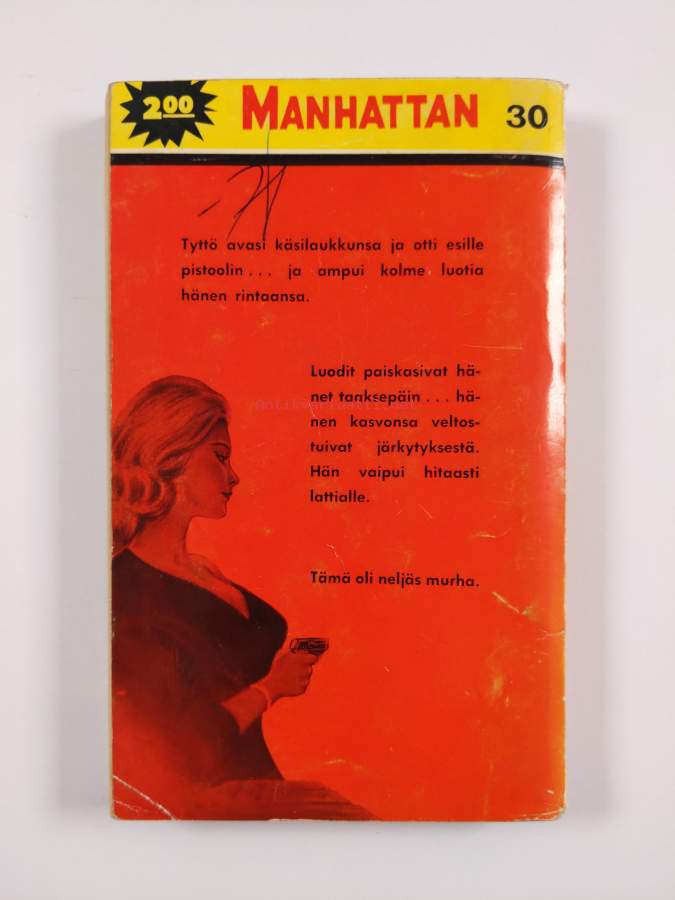 200 MANHATTAN 30
Tyttö avasi käsilaukkunsa ja otti esille
pistoolin... ja ampui kolme luotia
hänen rintaansa.
Luodit paiskasivat hä-
net taaksepäin... hä-
nen kasvonsa veltos-
tuivat järkytyksestä.
Hän vaipui hitaasti
lattialle.
Tämä oli neljäs murha.